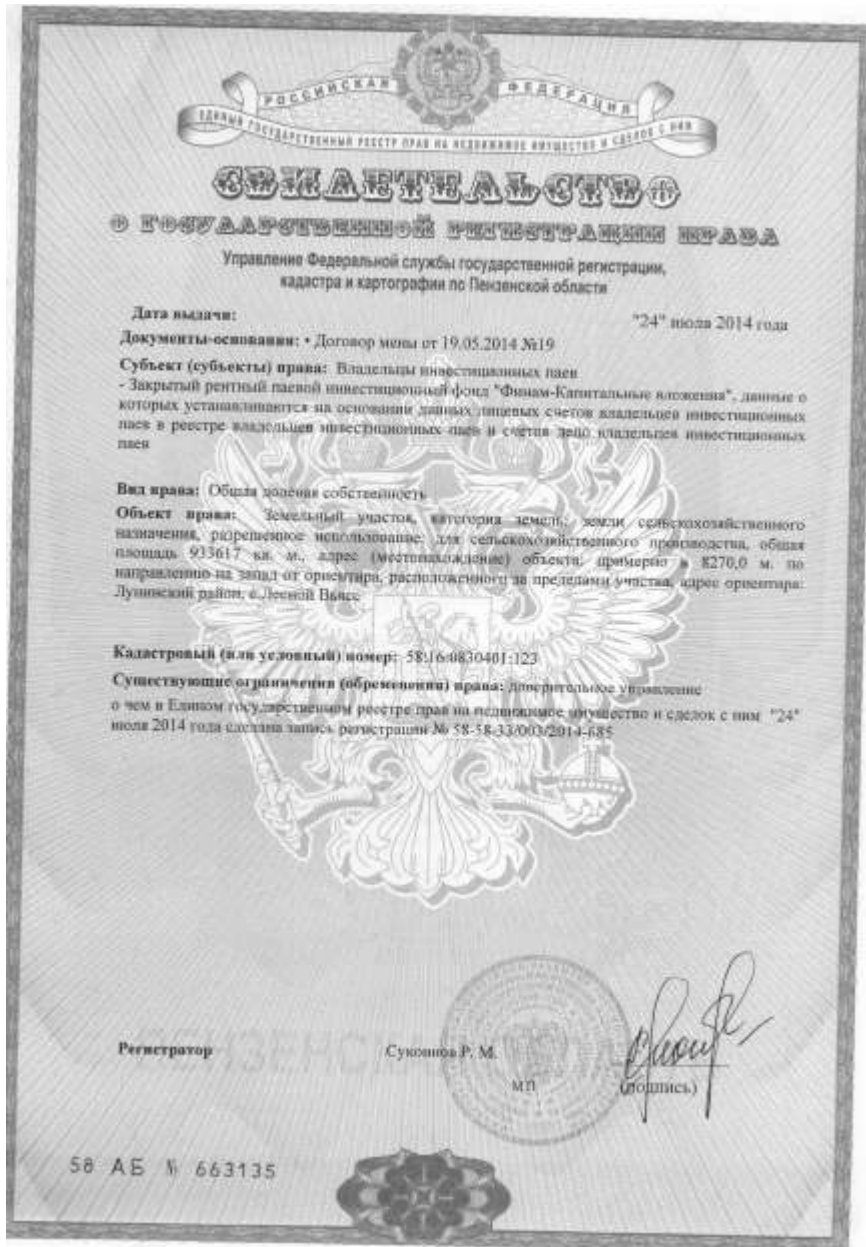 РОССИЙСКАЯ ФЕДЕРАЦИЯ
ЕДИНЫЙ ГОСУДАРСТВЕННЫЙ РЕЕСТР ПРАВ НА НЕДВИЖИМОЕ ИМУЩЕСТВО И СДЕЛОК С НИМ
СВИДЕТЕЛЬСТВО
О ГОСУДАРСТВЕННОЙ РЕГИСТРАЦИИ ПРАВА
Управление Федеральной службы государственной регистрации,
кадастра и картографии по Пензенской области
Дата выдачи: "24" июля 2014 года
Документы-основания: • Договор мены от 19.05.2014 №19
Субъект (субъекты) права: Владельцы инвестиционных паев
- Закрытый рентный паевой инвестиционный фонд "Финам-Капитальные вложения", данные о
которых устанавливаются на основании данных лицевых счетов владельцев инвестиционных
паев в реестре владельцев инвестиционных паев и счетов депо владельцев инвестиционных
паев
Вид права: Общая долевая собственность
Объект права: Земельный участок, категория земель: земли сельскохозяйственного
назначения, разрешенное использование: для сельскохозяйственного производства, общая
площадь 933617 кв. м., адрес (местонахождение) объекта: примерно в 8270,0 м. по
направлению на запад от ориентира, расположенного за пределами участка, адрес ориентира:
Лунинский район, с.Лесной Вьясс
Кадастровый (или условный) номер: 58:16:0830401:123
Существующие ограничения (обременения) права: доверительное управление
о чем в Едином государственном реестре прав на недвижимое имущество и сделок с ним "24"
июля 2014 года сделана запись регистрации № 58-58-33/003/2014-685
Регистратор Суконнов Р. М.
М.П. (подпись)
58 АБ № 663135